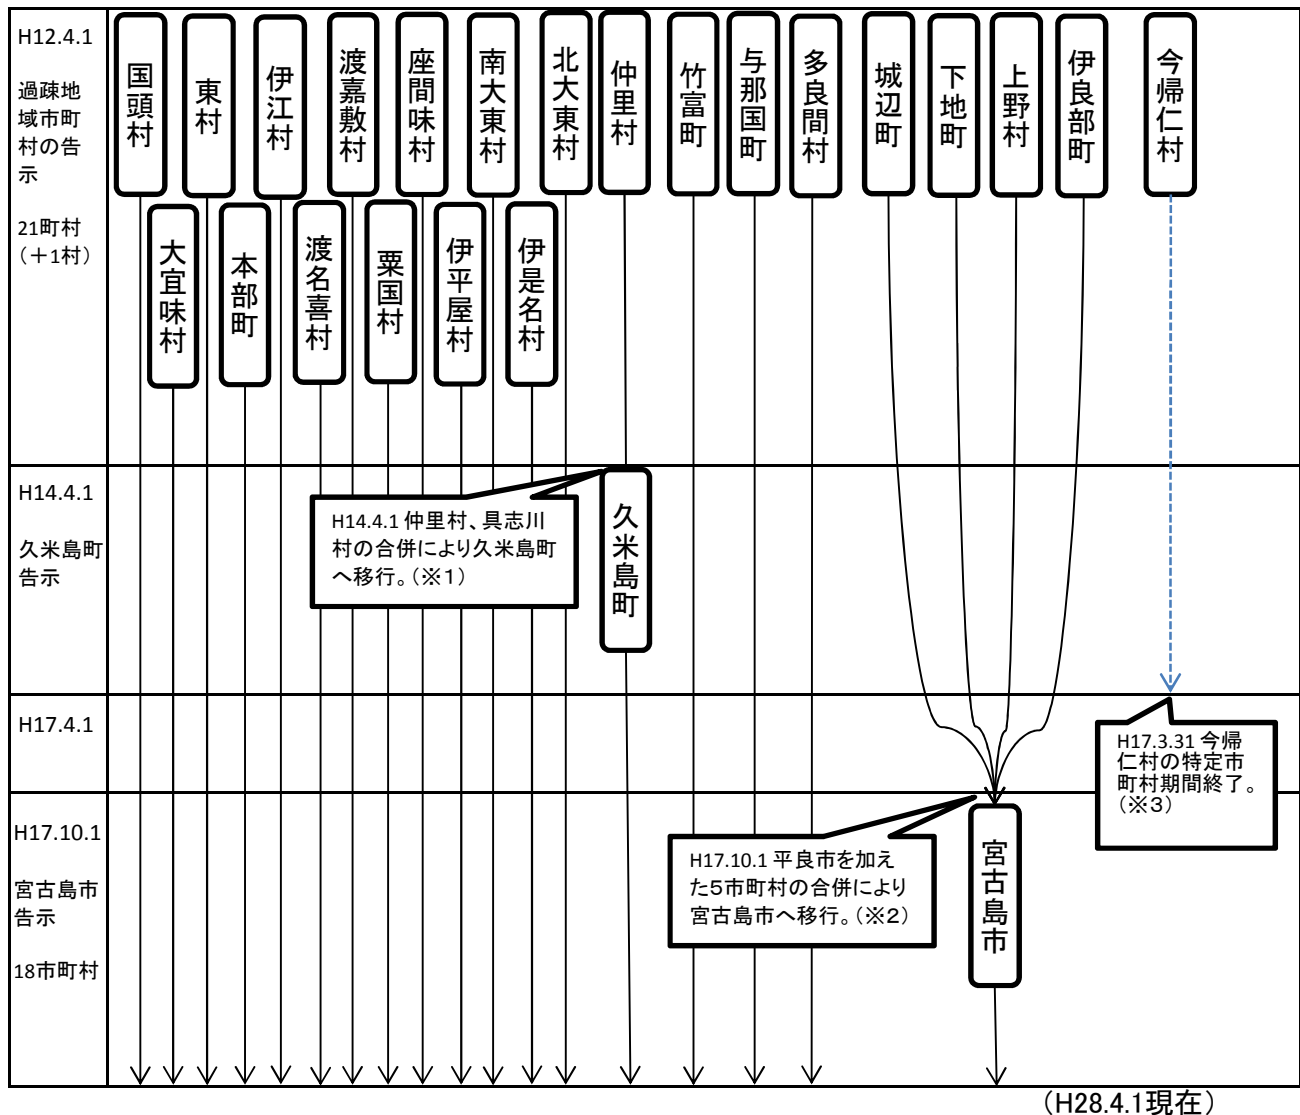 H12.4.1
過疎地
域市町
村の告
示
21町村
(+1村)
国頭村
東村
伊江村
渡嘉敷村
座間味村
南大東村
北大東村
仲里村
竹富町
与那国町
多良間村
城辺町
下地町
上野村
伊良部町
今帰仁村
大宜味村
本部町
渡名喜村
粟国村
伊平屋村
伊是名村
H14.4.1
久米島町
告示
H14.4.1 仲里村、具志川
村の合併により久米島町
へ移行。(※1)
久米島町
H17.4.1
H17.3.31 今帰
仁村の特定市
町村期間終了。
(※3)
H17.10.1
宮古島市
告示
18市町村
H17.10.1 平良市を加え
た5市町村の合併により
宮古島市へ移行。(※2)
宮古島市
(H28.4.1現在)